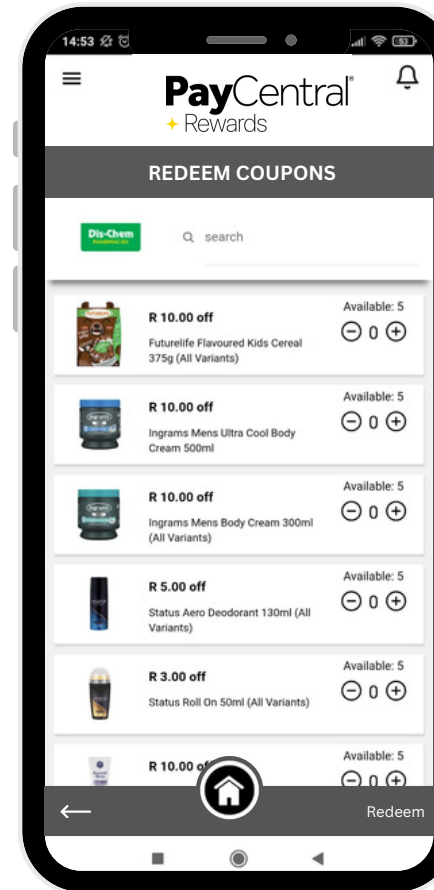 14:53
53
PayCentral
Rewards
REDEEM COUPONS
Dis-Chem
PHARMACIES
search
R 10.00 off
Futurelife Flavoured Kids Cereal
375g (All Variants)
Available: 5
0
R 10.00 off
Ingrams Mens Ultra Cool Body
Cream 500ml
Available: 5
0
R 10.00 off
Ingrams Mens Body Cream 300ml
(All Variants)
Available: 5
0
R 5.00 off
Status Aero Deodorant 130ml (All
Variants)
Available: 5
0
R 3.00 off
Status Roll On 50ml (All Variants)
Available: 5
0
R 10.00 off
Available: 5
0
Redeem